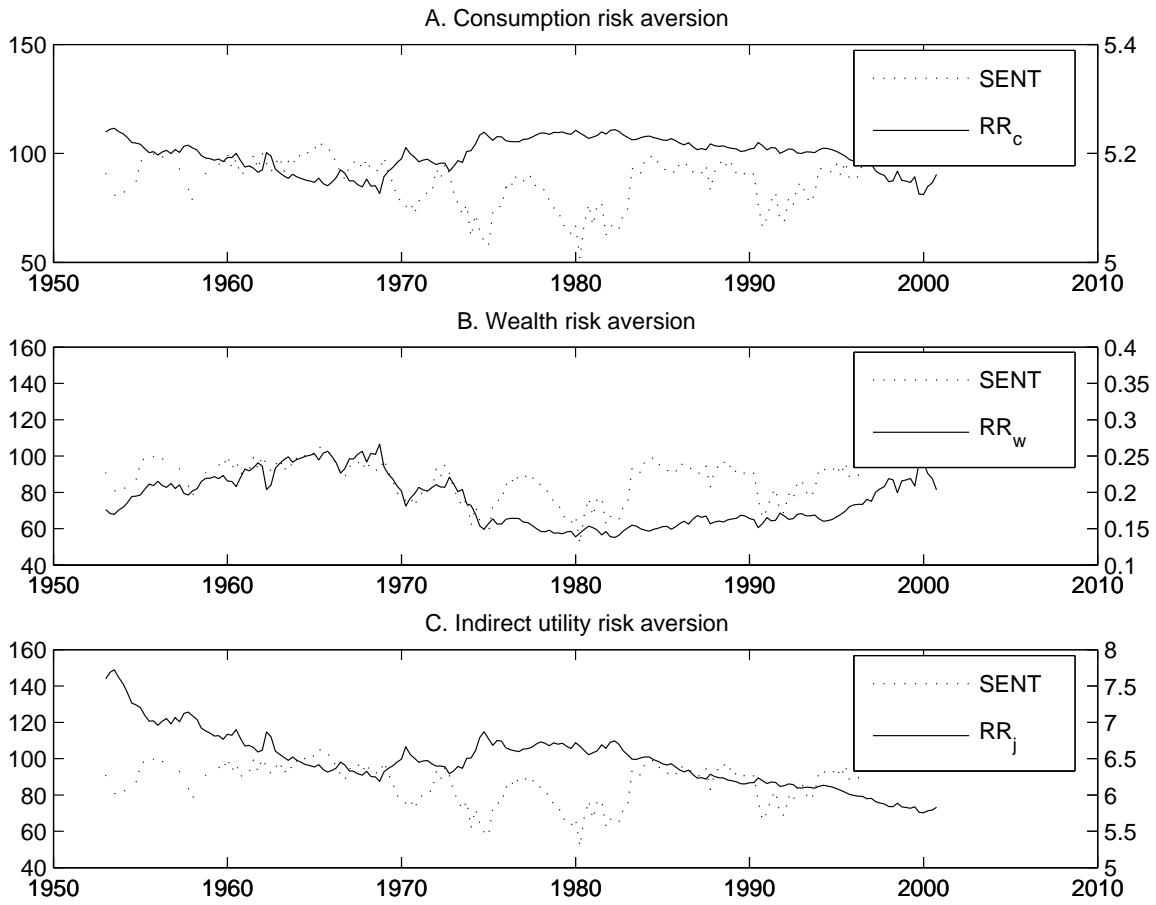 A. Consumption risk aversion
150
100
50
5.4
5.2
5
SENT
RR_c
1950 1960 1970 1980 1990 2000 2010
B. Wealth risk aversion
160
140
120
100
80
60
40
0.4
0.35
0.3
0.25
0.2
0.15
0.1
SENT
RR_w
1950 1960 1970 1980 1990 2000 2010
C. Indirect utility risk aversion
160
140
120
100
80
60
40
8
7.5
7
6.5
6
5.5
5
SENT
RR_j
1950 1960 1970 1980 1990 2000 2010